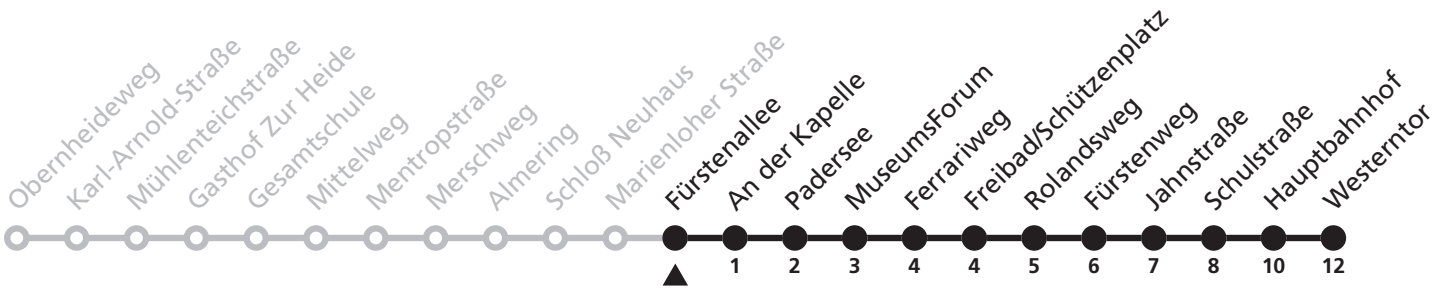 Obernheideweg
Karl-Arnold-Straße
Mühlenteichstraße
Gasthof Zur Heide
Gesamtschule
Mittelweg
Mentropstraße
Merschweg
Almering
Schloß Neuhaus
Marienloher Straße
Fürstenallee
An der Kapelle
Padersee
MuseumsForum
Ferrariweg
Freibad/Schützenplatz
Rolandsweg
Fürstenweg
Jahnstraße
Schulstraße
Hauptbahnhof
Westerntor
1 2 3 4 4 5 6 7 8 10 12